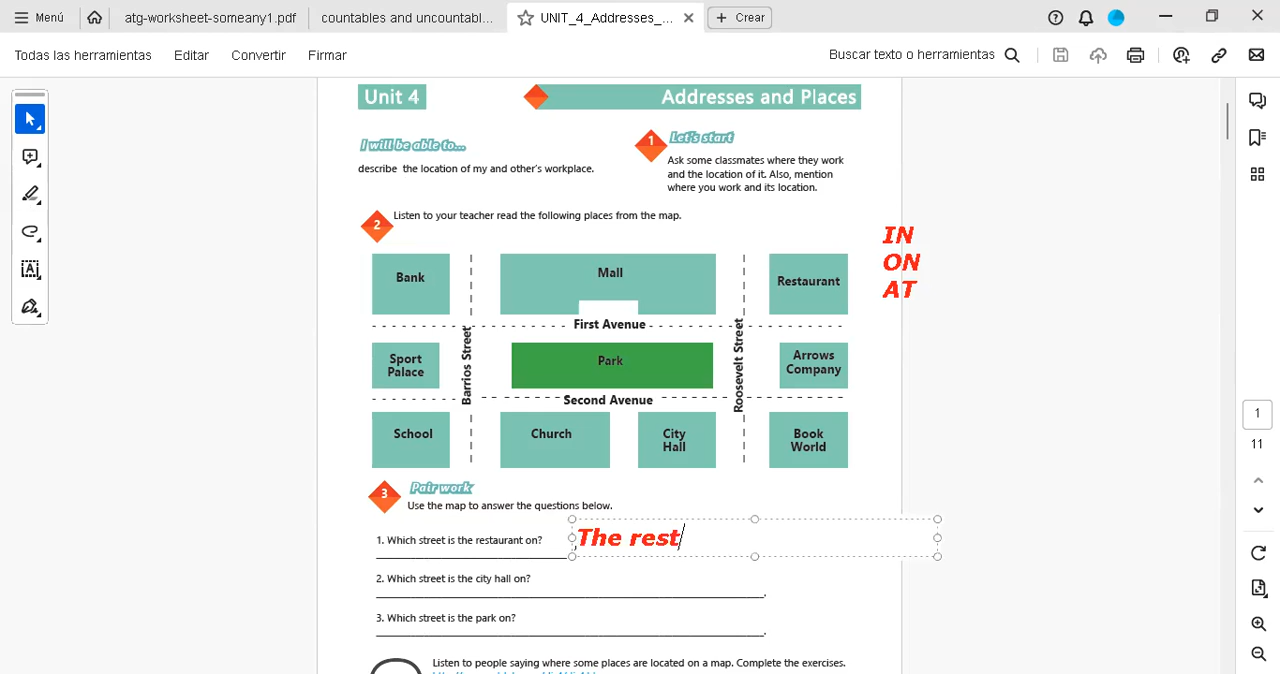 Menú
atg-worksheet-someany1.pdf
countables and uncountabl...
UNIT_4_Addresses_...
Crear
Todas las herramientas
Editar
Convertir
Firmar
Buscar texto o herramientas
Unit 4
Addresses and Places
I will be able to...
describe the location of my and other's workplace.
1
Let's start
Ask some classmates where they work
and the location of it. Also, mention
where you work and its location.
2
Listen to your teacher read the following places from the map.
IN
ON
AT
Bank
Mall
Restaurant
First Avenue
Sport
Palace
Barrios Street
Park
Roosevelt Street
Arrows
Company
Second Avenue
School
Church
City
Hall
Book
World
3
Pair work
Use the map to answer the questions below.
1. Which street is the restaurant on?
The rest
2. Which street is the city hall on?
3. Which street is the park on?
Listen to people saying where some places are located on a map. Complete the exercises.
1
11